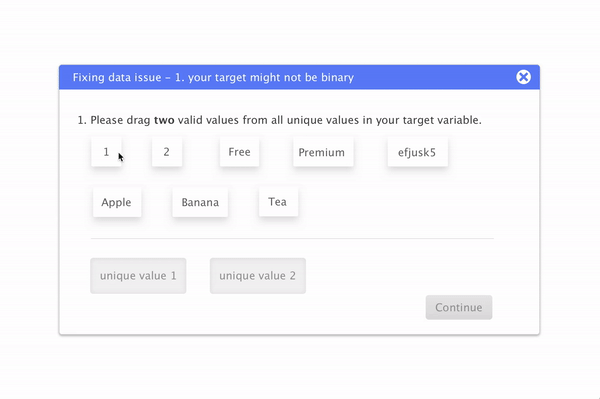 Fixing data issue - 1. your target might not be binary
1. Please drag two valid values from all unique values in your target variable.
1 2 Free Premium efjusk5
Apple Banana Tea
unique value 1 unique value 2
Continue